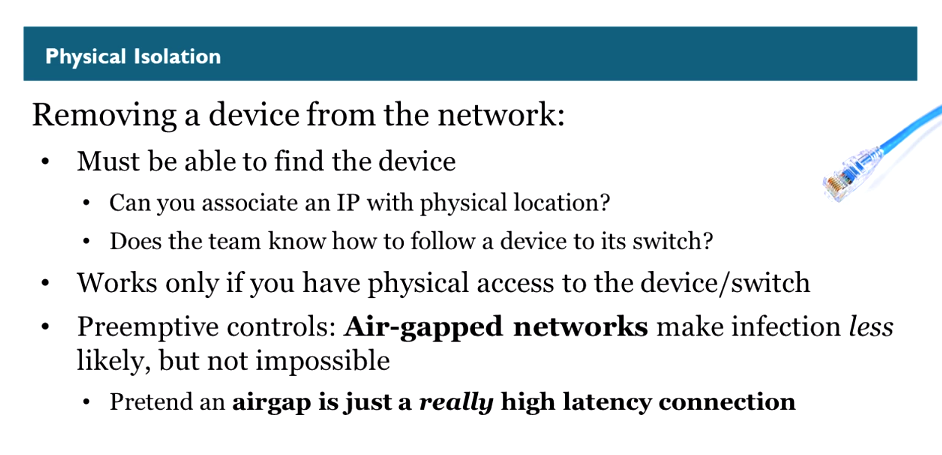 Physical Isolation
Removing a device from the network:
• Must be able to find the device
• Can you associate an IP with physical location?
• Does the team know how to follow a device to its switch?
• Works only if you have physical access to the device/switch
• Preemptive controls: Air-gapped networks make infection less
likely, but not impossible
• Pretend an airgap is just a really high latency connection